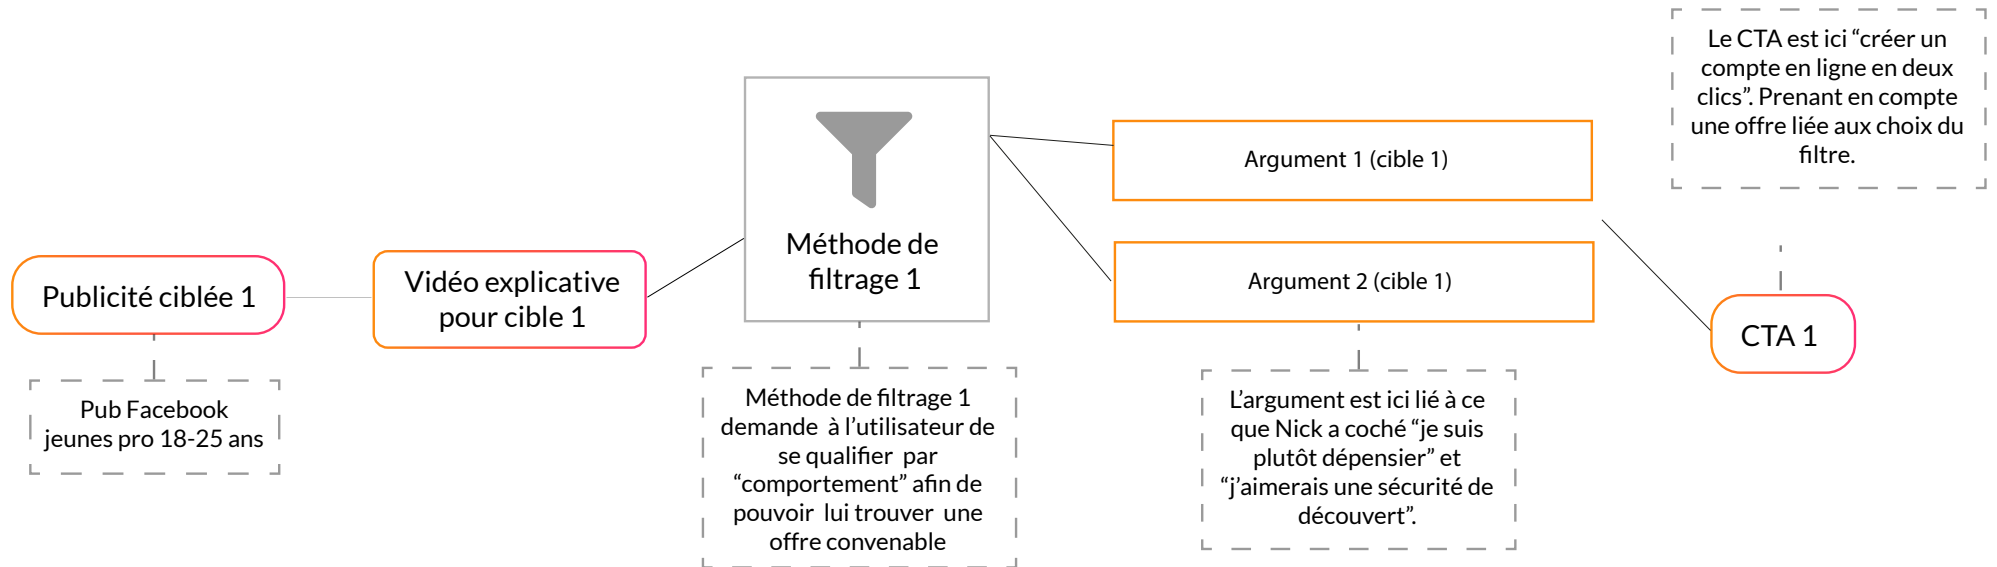 Publicité ciblée 1
Pub Facebook
jeunes pro 18-25 ans
Vidéo explicative
pour cible 1
Méthode de
filtrage 1
Méthode de filtrage 1
demande à l’utilisateur de
se qualifier par
“comportement” afin de
pouvoir lui trouver une
offre convenable
Argument 1 (cible 1)
Argument 2 (cible 1)
L’argument est ici lié à ce
que Nick a coché “je suis
plutôt dépensier” et
“j’aimerais une sécurité de
découvert”.
Le CTA est ici “créer un
compte en ligne en deux
clics”. Prenant en compte
une offre liée aux choix du
filtre.
CTA 1